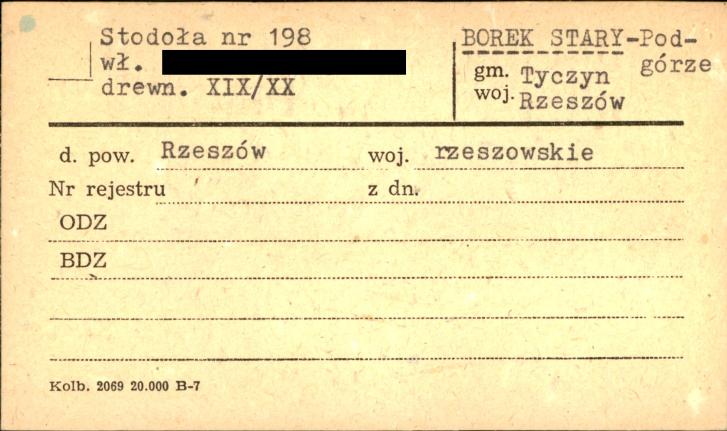 Stodoła nr 198
wł.
drewn. XIX/XX
BOREK STARY-Pod-
górze
gm. Tyczyn
woj. Rzeszów
d. pow. Rzeszów woj. rzeszowskie
Nr rejestru z dn.
ODZ
BDZ
Kolb. 2069 20.000 B-7